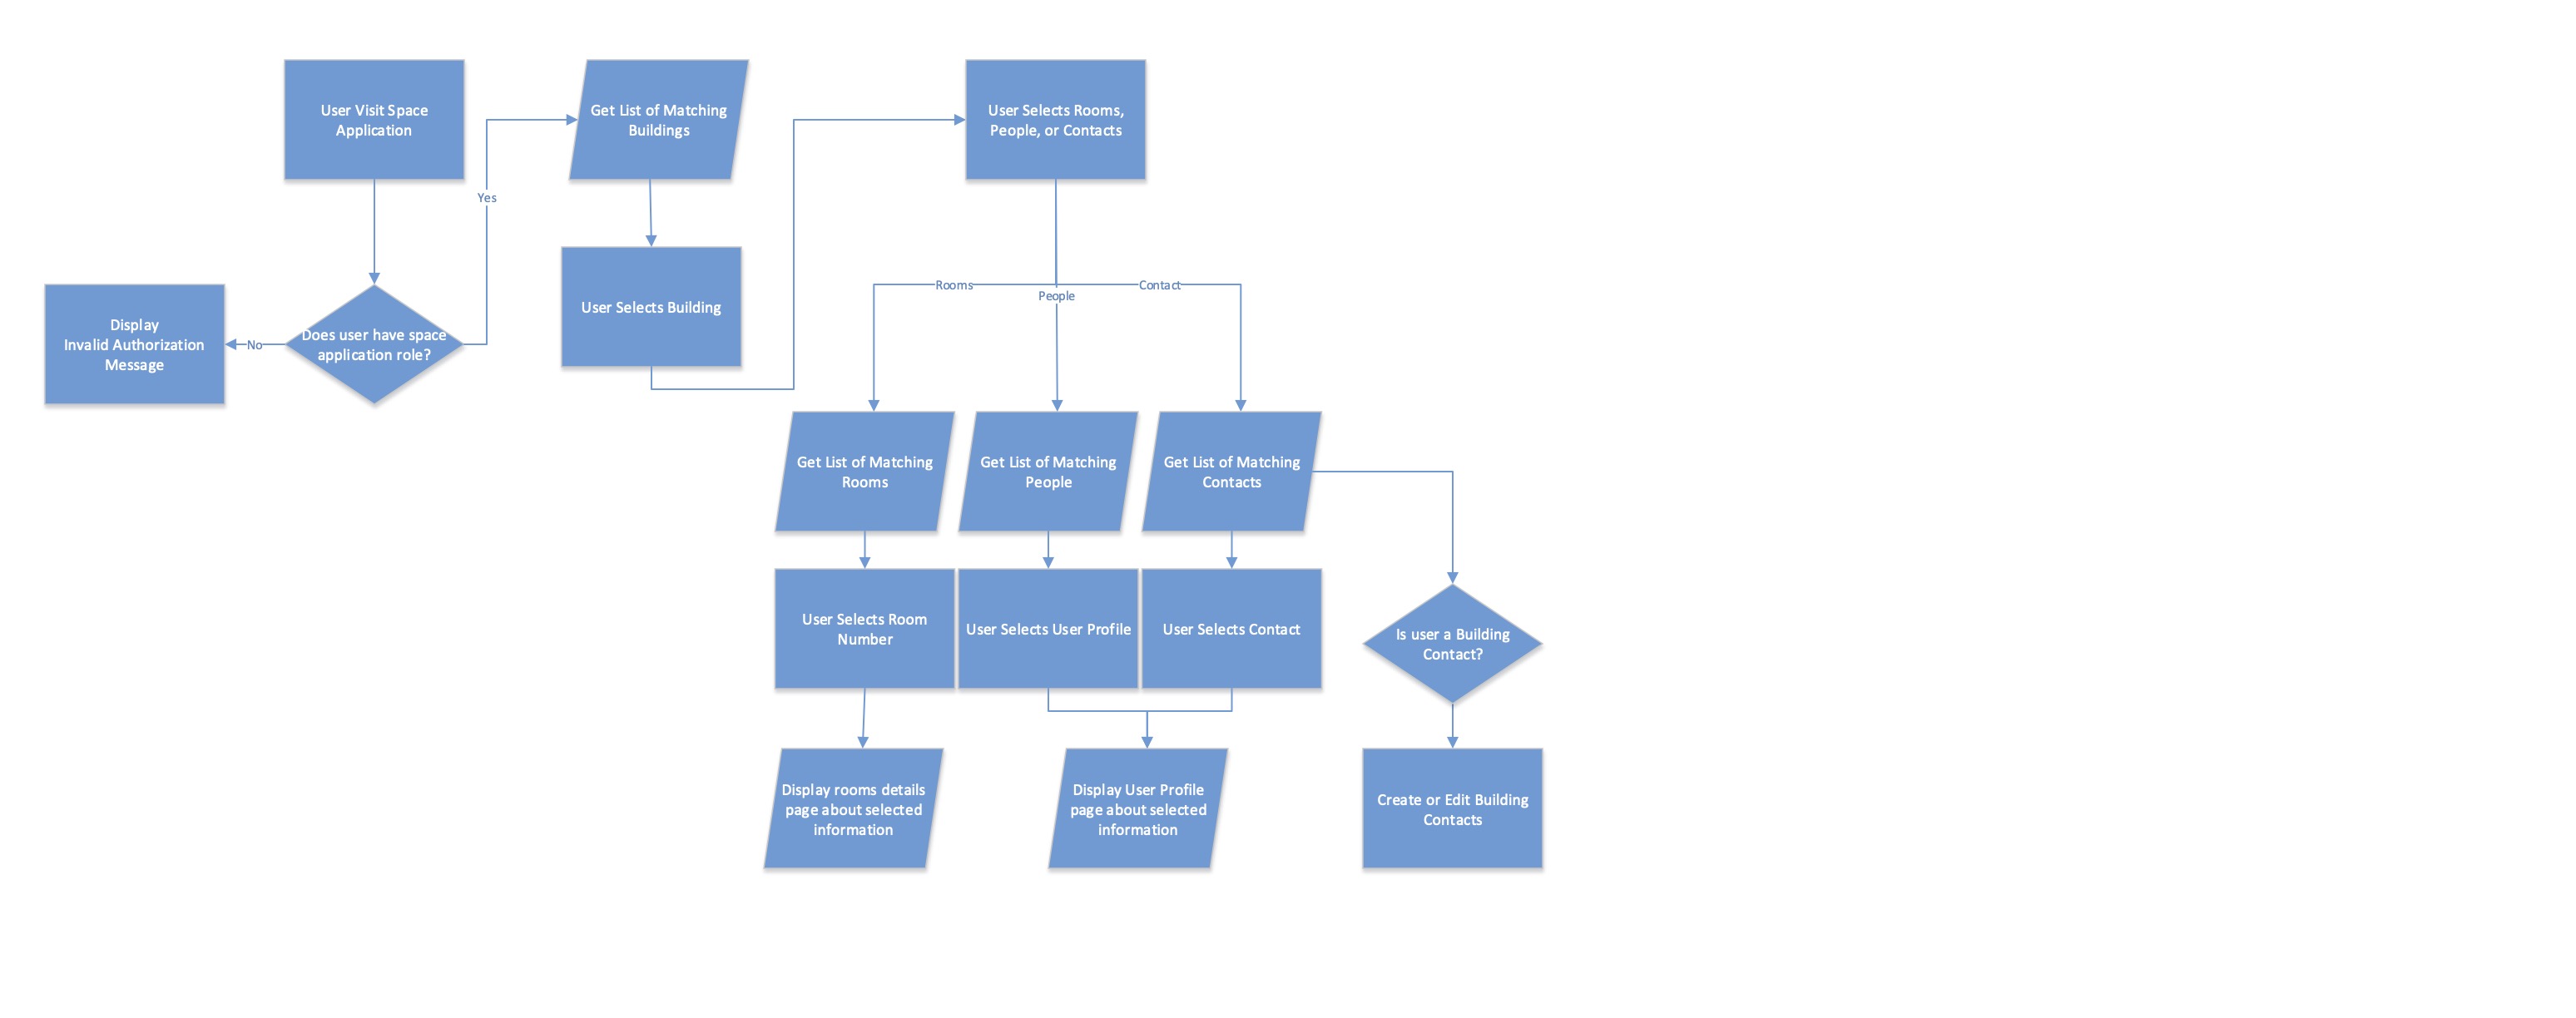 User Visit Space
Application
Get List of Matching
Buildings
User Selects Rooms,
People, or Contacts
Yes
User Selects Building
Rooms
People
Contact
Display
Invalid Authorization
Message
No
Does user have space
application role?
Get List of Matching
Rooms
Get List of Matching
People
Get List of Matching
Contacts
User Selects Room
Number
User Selects User Profile
User Selects Contact
Is user a Building
Contact?
Display rooms details
page about selected
information
Display User Profile
page about selected
information
Create or Edit Building
Contacts